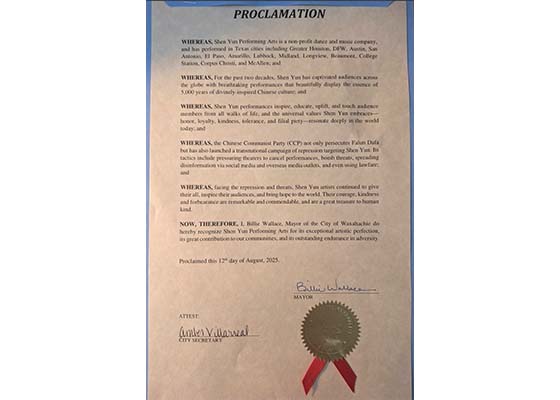 PROCLAMATION
WHEREAS, Shen Yun Performing Arts is a non-profit dance and music company,
and has performed in Texas cities including Greater Houston, DFW, Austin, San
Antonio, El Paso, Amarillo, Lubbock, Midland, Longview, Beaumont, College
Station, Corpus Christi, and McAllen; and
WHEREAS, For the past two decades, Shen Yun has captivated audiences across
the globe with breathtaking performances that beautifully display the essence of
5,000 years of divinely-inspired Chinese culture; and
WHEREAS, Shen Yun performances inspire, educate, uplift, and touch audience
members from all walks of life, and the universal values Shen Yun embraces—
honor, loyalty, kindness, tolerance, and filial piety—resonate deeply in the world
today; and
WHEREAS, the Chinese Communist Party (CCP) not only persecutes Falun Dafa
but has also launched a transnational campaign of repression targeting Shen Yun. Its
tactics include pressuring theaters to cancel performances, bomb threats, spreading
disinformation via social media and overseas media outlets, and even using lawfare;
and
WHEREAS, facing the repression and threats, Shen Yun artists continued to give
their all, inspire their audiences, and bring hope to the world. Their courage, kindness
and forbearance are remarkable and commendable, and are a great treasure to human
kind.
NOW, THEREFORE, I, Billie Wallace, Mayor of the City of Waxahachie do
hereby recognize Shen Yun Performing Arts for its exceptional artistic perfection,
its great contribution to our communities, and its outstanding endurance in adversity.
Proclaimed this 12th day of August, 2025.
Billie Wallace
MAYOR
ATTEST:
Amber Villarreal
CITY SECRETARY